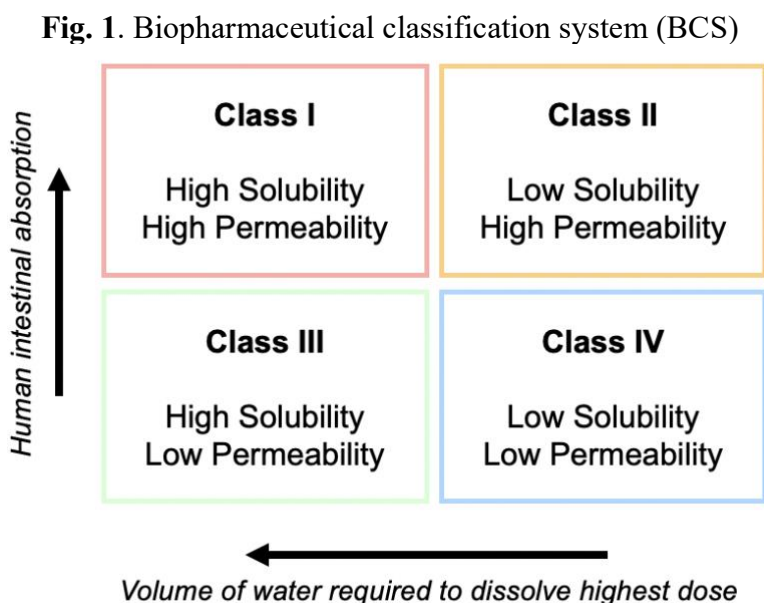 Fig. 1. Biopharmaceutical classification system (BCS)
Human intestinal absorption
Class I
High Solubility
High Permeability
Class II
Low Solubility
High Permeability
Class III
High Solubility
Low Permeability
Class IV
Low Solubility
Low Permeability
Volume of water required to dissolve highest dose